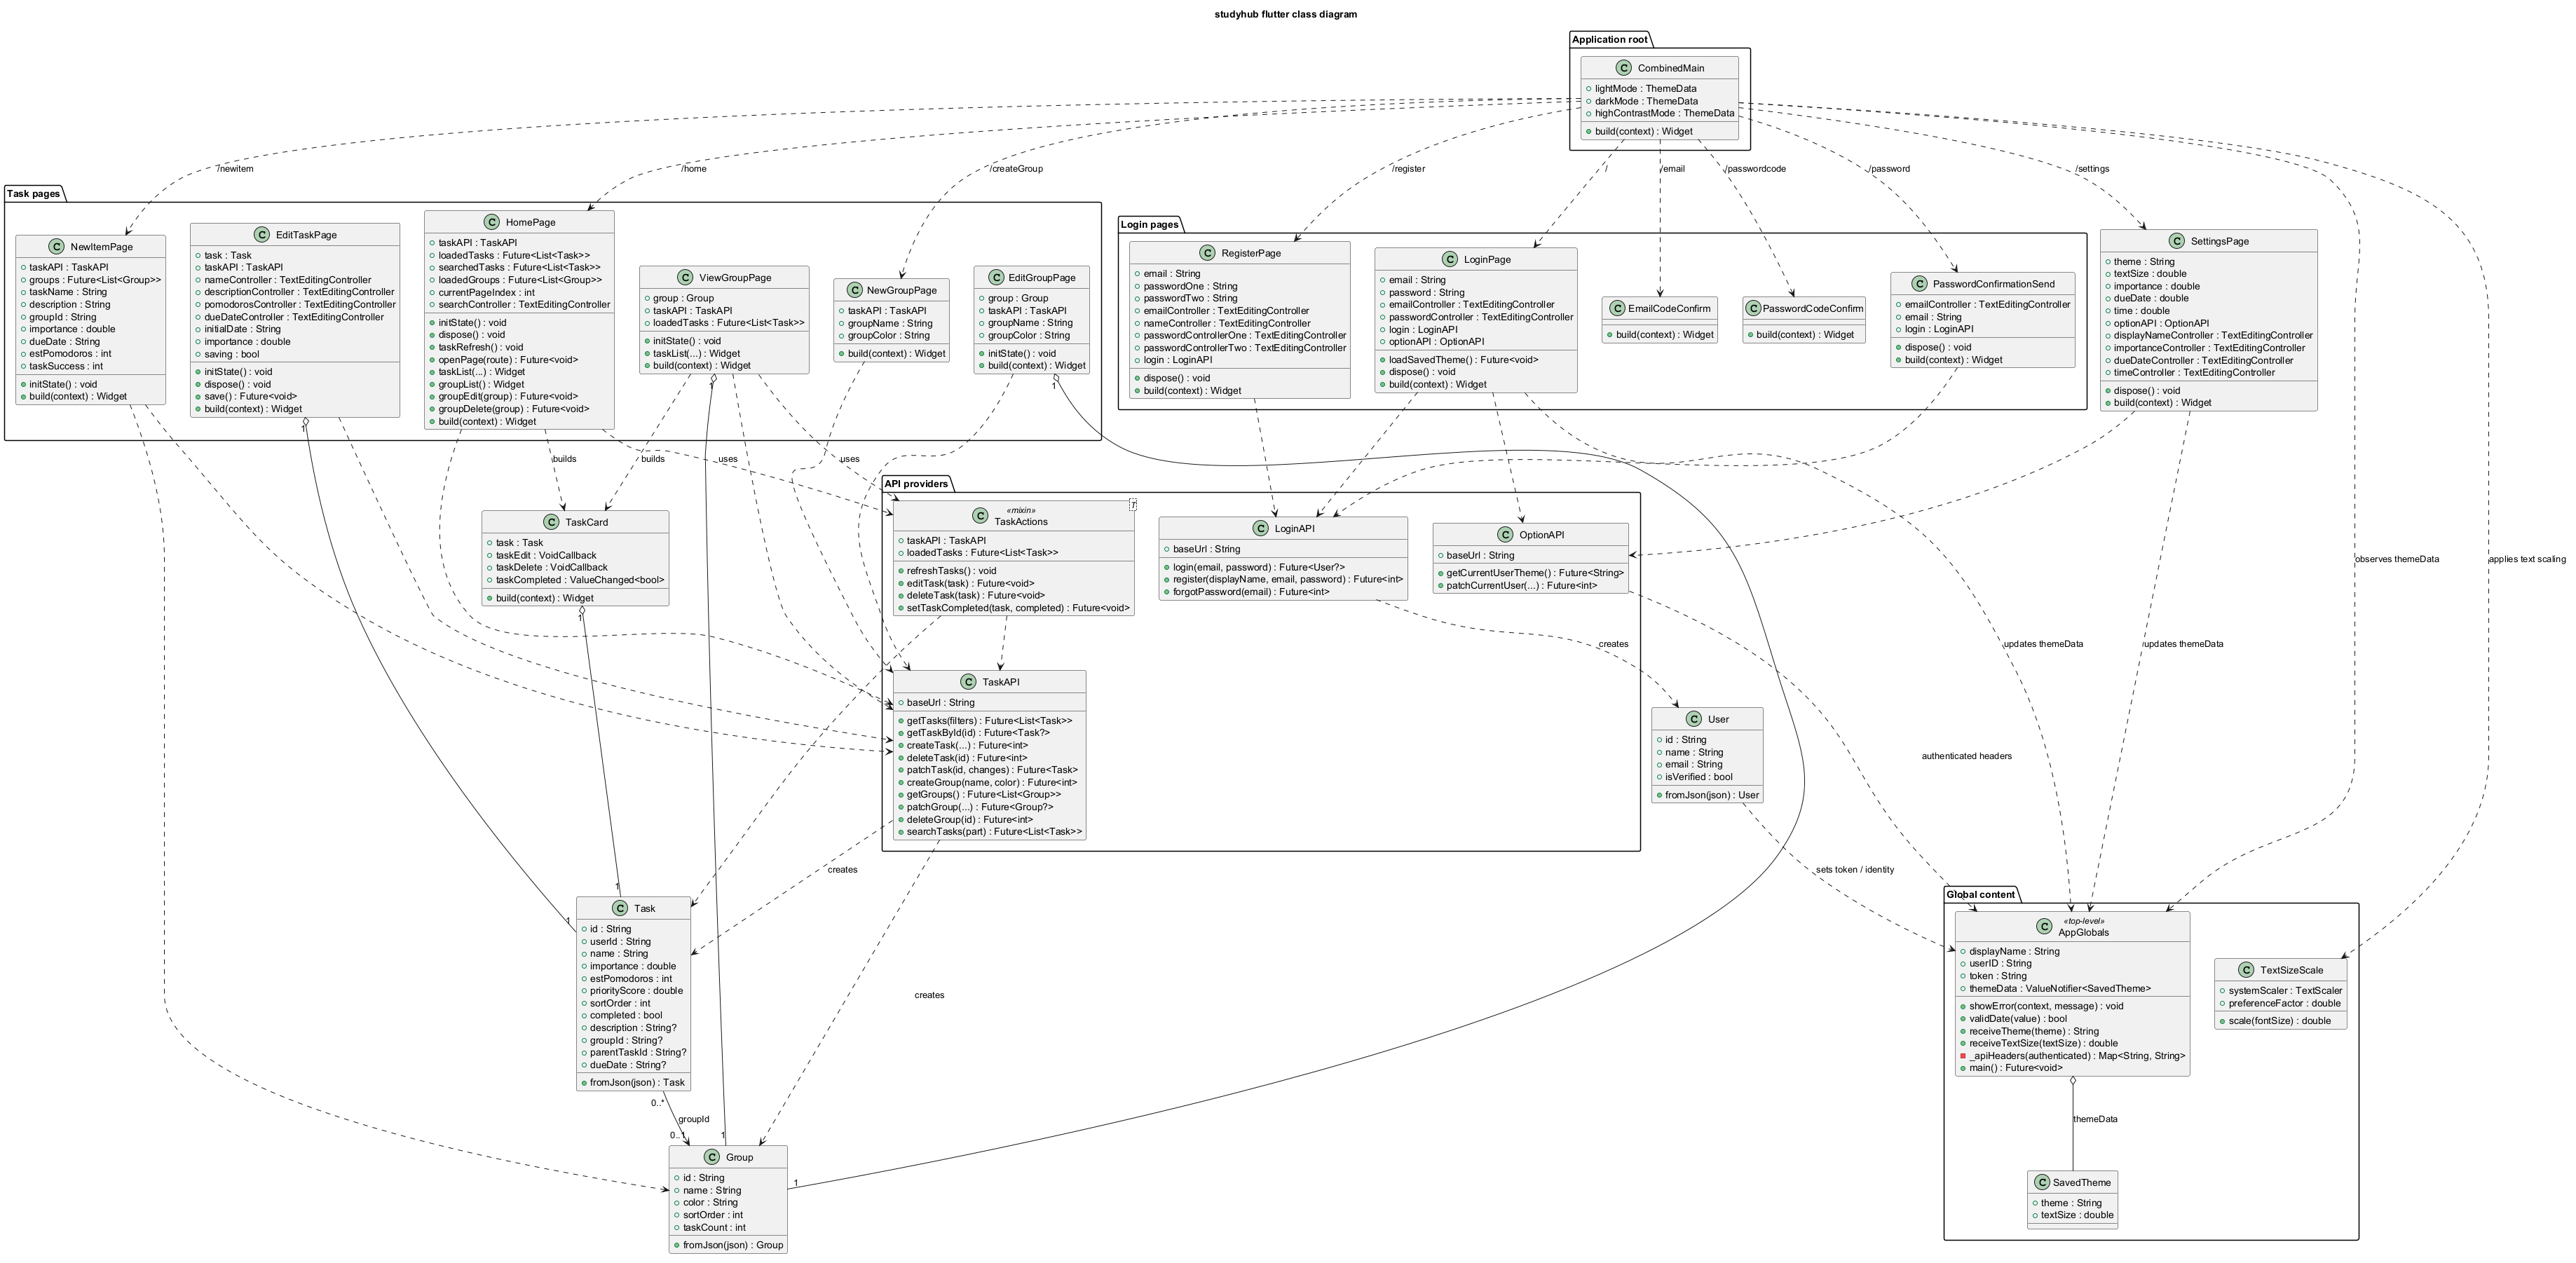 studyhub flutter class diagram
Application root
CombinedMain
lightMode : ThemeData
darkMode : ThemeData
highContrastMode : ThemeData
build(context) : Widget
/newitem
/home
/createGroup
/register
/
/email
/passwordcode
/password
/settings
Task pages
NewItemPage
taskAPI : TaskAPI
groups : Future<List<Group>>
taskName : String
description : String
groupId : String
importance : double
dueDate : String
estPomodoros : int
taskSuccess : int
initState() : void
build(context) : Widget
EditTaskPage
task : Task
taskAPI : TaskAPI
nameController : TextEditingController
descriptionController : TextEditingController
pomodorosController : TextEditingController
dueDateController : TextEditingController
initialDate : String
importance : double
saving : bool
initState() : void
dispose() : void
save() : Future<void>
build(context) : Widget
HomePage
taskAPI : TaskAPI
loadedTasks : Future<List<Task>>
searchedTasks : Future<List<Task>>
loadedGroups : Future<List<Group>>
currentPageIndex : int
searchController : TextEditingController
initState() : void
dispose() : void
taskRefresh() : void
openPage(route) : Future<void>
taskList(...) : Widget
groupList() : Widget
groupEdit(group) : Future<void>
groupDelete(group) : Future<void>
build(context) : Widget
ViewGroupPage
group : Group
taskAPI : TaskAPI
loadedTasks : Future<List<Task>>
initState() : void
taskList(...) : Widget
build(context) : Widget
NewGroupPage
taskAPI : TaskAPI
groupName : String
groupColor : String
build(context) : Widget
EditGroupPage
group : Group
taskAPI : TaskAPI
groupName : String
groupColor : String
initState() : void
build(context) : Widget
Login pages
RegisterPage
email : String
passwordOne : String
passwordTwo : String
emailController : TextEditingController
nameController : TextEditingController
passwordControllerOne : TextEditingController
passwordControllerTwo : TextEditingController
login : LoginAPI
dispose() : void
build(context) : Widget
LoginPage
email : String
password : String
emailController : TextEditingController
passwordController : TextEditingController
login : LoginAPI
optionAPI : OptionAPI
loadSavedTheme() : Future<void>
dispose() : void
build(context) : Widget
EmailCodeConfirm
build(context) : Widget
PasswordCodeConfirm
build(context) : Widget
PasswordConfirmationSend
emailController : TextEditingController
email : String
login : LoginAPI
dispose() : void
build(context) : Widget
SettingsPage
theme : String
textSize : double
importance : double
dueDate : double
time : double
optionAPI : OptionAPI
displayNameController : TextEditingController
importanceController : TextEditingController
dueDateController : TextEditingController
timeController : TextEditingController
dispose() : void
build(context) : Widget
1
1
1
builds
builds
uses
uses
TaskCard
task : Task
taskEdit : VoidCallback
taskDelete : VoidCallback
taskCompleted : ValueChanged<bool>
build(context) : Widget
1
API providers
T
«mixin»
TaskActions
taskAPI : TaskAPI
loadedTasks : Future<List<Task>>
refreshTasks() : void
editTask(task) : Future<void>
deleteTask(task) : Future<void>
setTaskCompleted(task, completed) : Future<void>
LoginAPI
baseUrl : String
login(email, password) : Future<User?>
register(displayName, email, password) : Future<int>
forgotPassword(email) : Future<int>
OptionAPI
baseUrl : String
getCurrentUserTheme() : Future<String>
patchCurrentUser(...) : Future<int>
observes themeData
applies text scaling
creates
updates themeData
updates themeData
TaskAPI
baseUrl : String
getTasks(filters) : Future<List<Task>>
getTaskById(id) : Future<Task?>
createTask(...) : Future<int>
deleteTask(id) : Future<int>
patchTask(id, changes) : Future<Task>
createGroup(name, color) : Future<int>
getGroups() : Future<List<Group>>
patchGroup(...) : Future<Group?>
deleteGroup(id) : Future<int>
searchTasks(part) : Future<List<Task>>
User
id : String
name : String
email : String
isVerified : bool
fromJson(json) : User
authenticated headers
creates
sets token / identity
1
1
Task
id : String
userId : String
name : String
importance : double
estPomodoros : int
priorityScore : double
sortOrder : int
completed : bool
description : String?
groupId : String?
parentTaskId : String?
dueDate : String?
fromJson(json) : Task
creates
Global content
«top-level»
AppGlobals
displayName : String
userID : String
token : String
themeData : ValueNotifier<SavedTheme>
showError(context, message) : void
validDate(value) : bool
receiveTheme(theme) : String
receiveTextSize(textSize) : double
_apiHeaders(authenticated) : Map<String, String>
main() : Future<void>
TextSizeScale
systemScaler : TextScaler
preferenceFactor : double
scale(fontSize) : double
0..*
groupId
0..1
1
1
themeData
Group
id : String
name : String
color : String
sortOrder : int
taskCount : int
fromJson(json) : Group
SavedTheme
theme : String
textSize : double